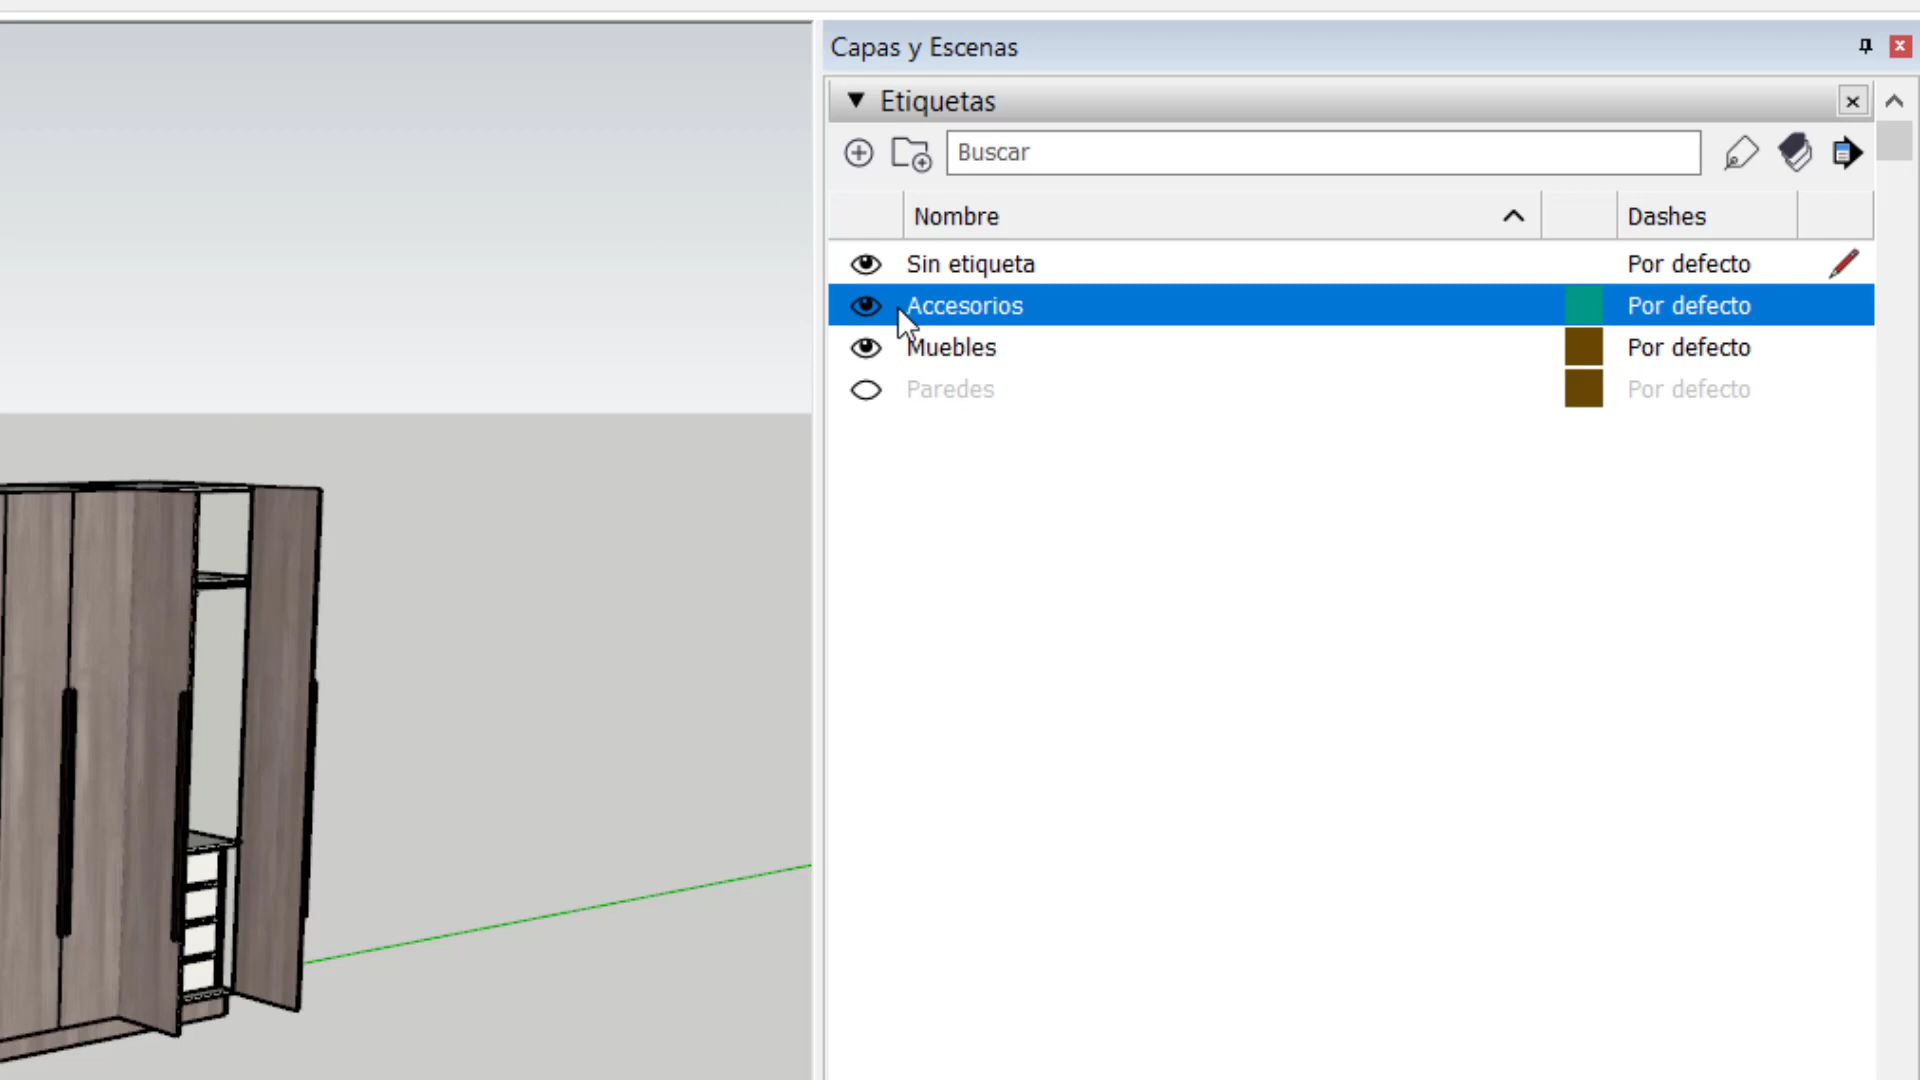 Capas y Escenas
Etiquetas
Buscar
Nombre Dashes
Sin etiqueta Por defecto
Accesorios Por defecto
Muebles Por defecto
Paredes Por defecto